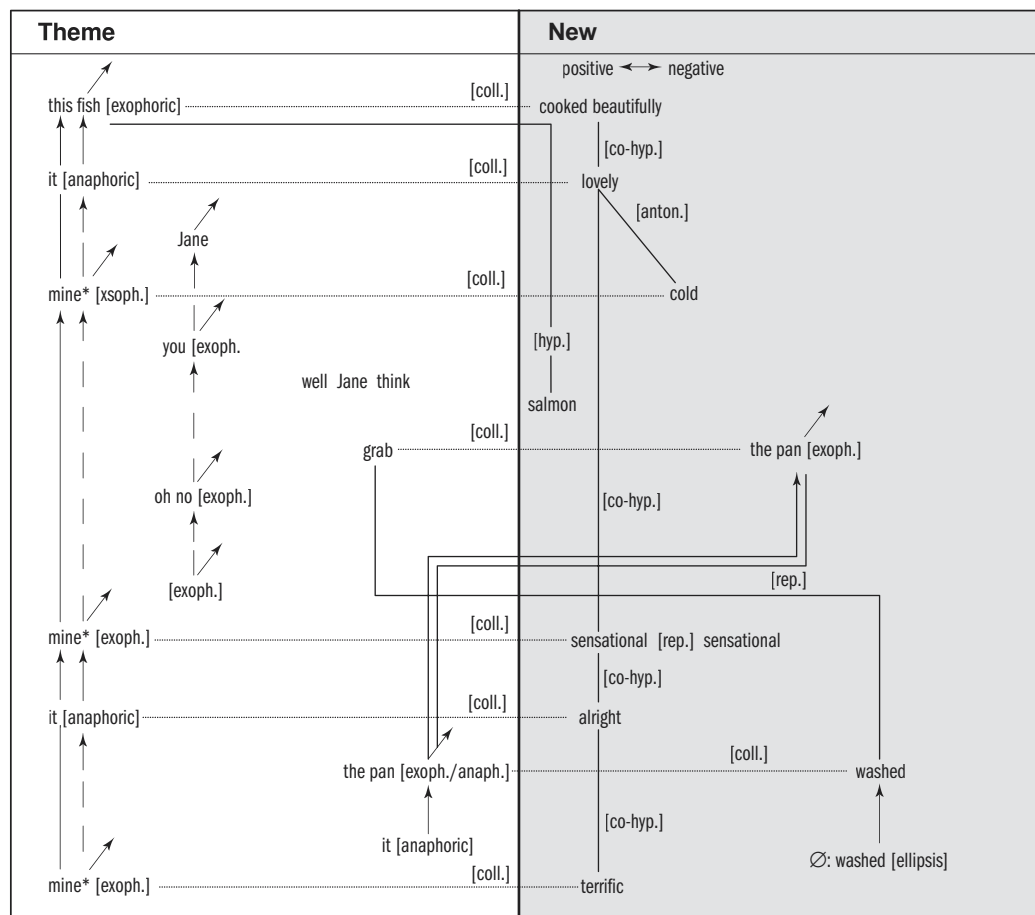 Theme New
positive negative
this fish [exophoric] [coll.] cooked beautifully
[co-hyp.]
it [anaphoric] [coll.] lovely
[anton.]
Jane
mine* [xsoph.] [coll.] cold
you [exoph. [hyp.]
well Jane think
salmon
grab [coll.] the pan [exoph.]
oh no [exoph.] [co-hyp.]
[exoph.] [rep.]
mine* [exoph.] [coll.] sensational [rep.] sensational
[co-hyp.]
it [anaphoric] [coll.] alright
the pan [exoph./anaph.] [coll.] washed
[co-hyp.]
it [anaphoric] ∅: washed [ellipsis]
mine* [exoph.] [coll.] terrific